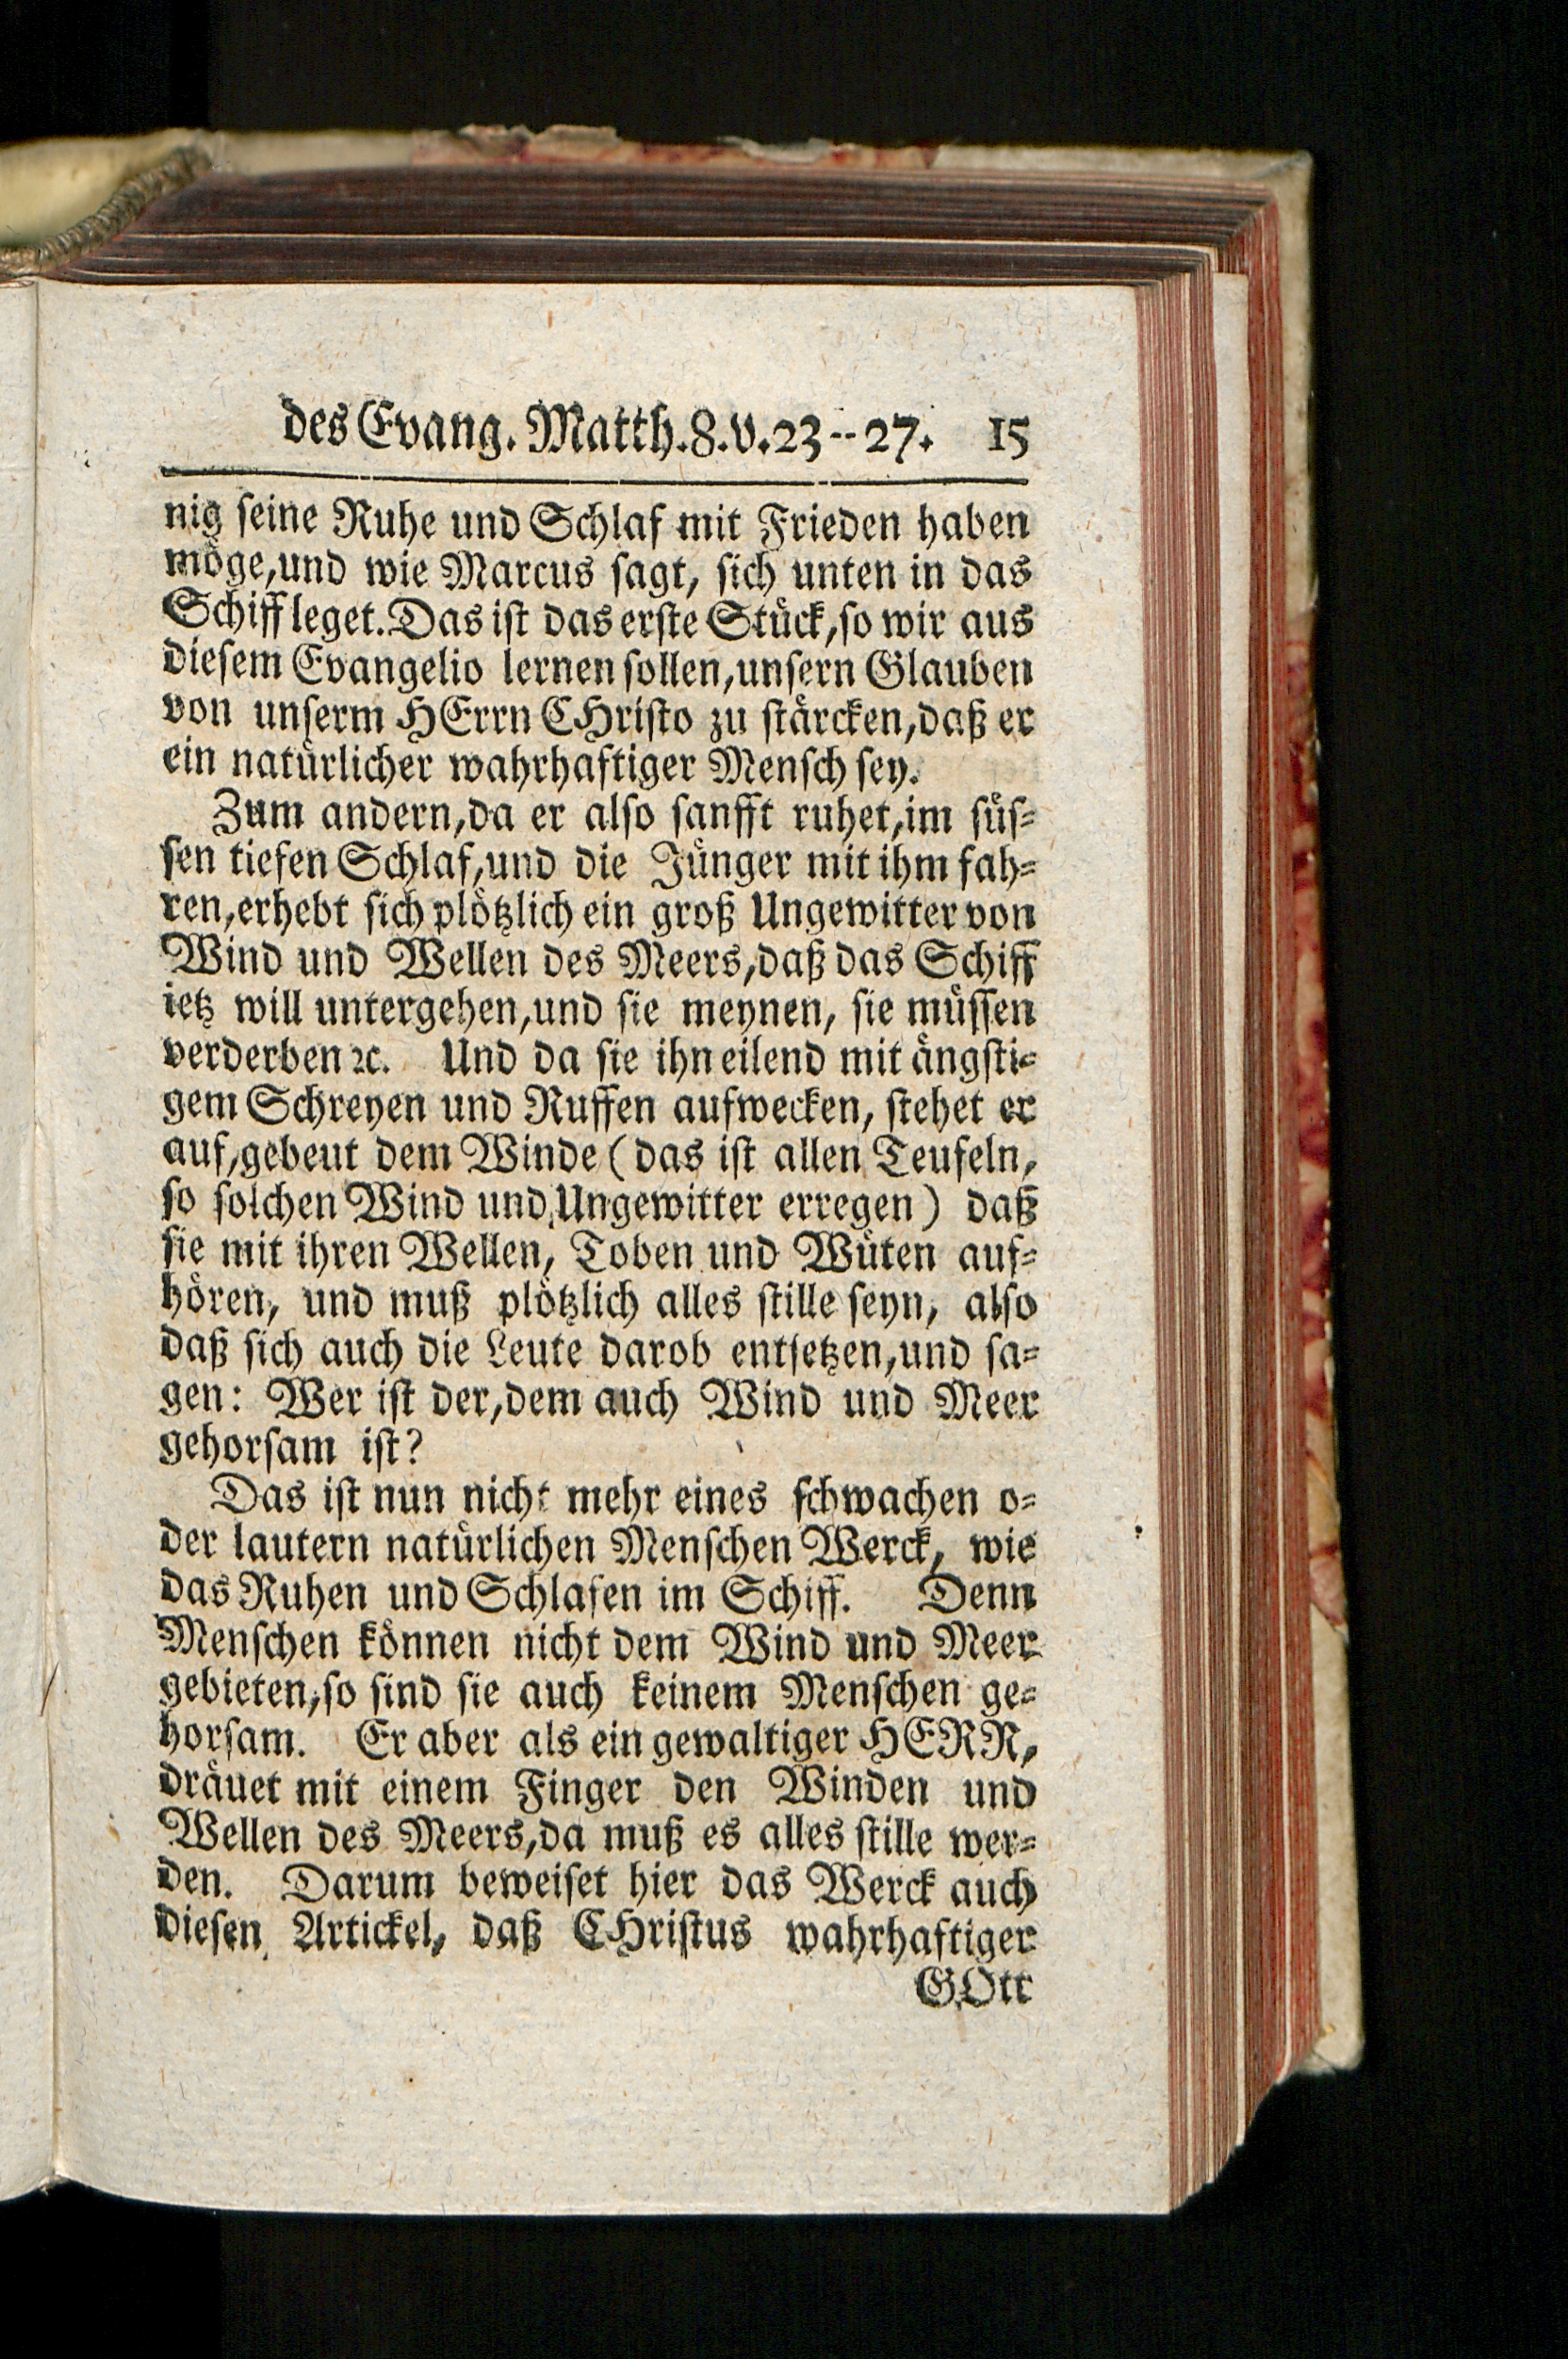 des Evang. Matth. 8. v. 23 -- 27. 15
nig ſeine Ruhe und Schlaf mit Frieden haben
möge, und wie Marcus ſagt, ſich unten in das
Schiff leget. Das iſt das erſte Stück, ſo wir aus
dieſem Evangelio lernen ſollen, unſern Glauben
von unſerm HErrn CHriſto zu ſtärcken, daß er
ein natürlicher wahrhaftiger Menſch ſey.
Zum andern, da er alſo ſanfft ruhet, im ſüſ⸗
ſen tiefen Schlaf, und die Jünger mit ihm fah⸗
ren, erhebt ſich plötzlich ein groß Ungewitter von
Wind und Wellen des Meers, daß das Schiff
ietz will untergehen, und ſie meynen, ſie müſſen
verderben ꝛc. Und da ſie ihn eilend mit ängſti⸗
gem Schreyen und Ruffen aufwecken, ſtehet er
auf, gebeut dem Winde (das iſt allen Teufeln,
ſo ſolchen Wind und Ungewitter erregen) daß
ſie mit ihren Wellen, Toben und Wüten auf⸗
hören, und muß plötzlich alles ſtille ſeyn, alſo
daß ſich auch die Leute darob entſetzen, und ſa⸗
gen: Wer iſt der, dem auch Wind und Meer
gehorſam iſt?
Das iſt nun nicht mehr eines ſchwachen o⸗
der lautern natürlichen Menſchen Werck, wie
das Ruhen und Schlafen im Schiff. Denn
Menſchen können nicht dem Wind und Meer
gebieten, ſo ſind ſie auch keinem Menſchen ge⸗
horſam. Er aber als ein gewaltiger HERR,
dräuet mit einem Finger den Winden und
Wellen des Meers, da muß es alles ſtille wer⸗
den. Darum beweiſet hier das Werck auch
dieſen Artickel, daß CHriſtus wahrhaftiger
GOtt